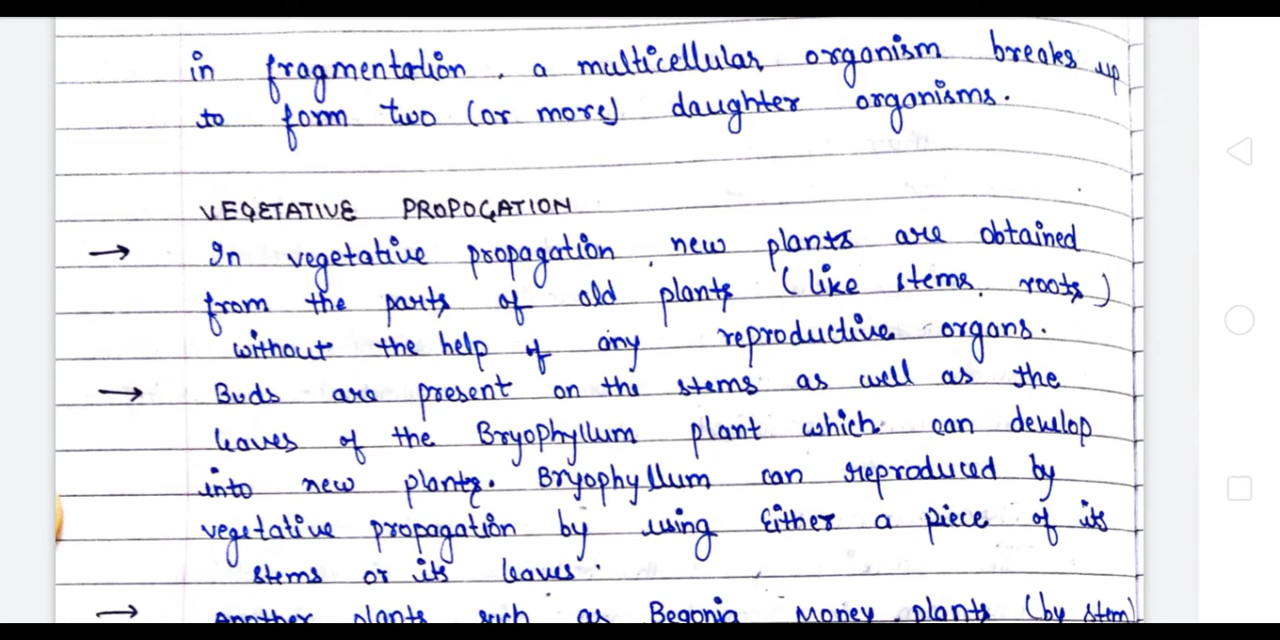 in fragmentation, a multicellular organism breaks up
to form two (or more) daughter organisms.
VEGETATIVE PROPOGATION
→ In vegetative propagation, new plants are obtained
from the parts of old plants (like stems, roots)
without the help of any reproductive organs.
→ Buds are present on the stems as well as the
leaves of the Bryophyllum plant which can develop
into new plants. Bryophyllum can reproduced by
vegetative propagation by using Either a piece of its
stems or its leaves.
→ Another plants such as Begonia, Money plants (by stem)